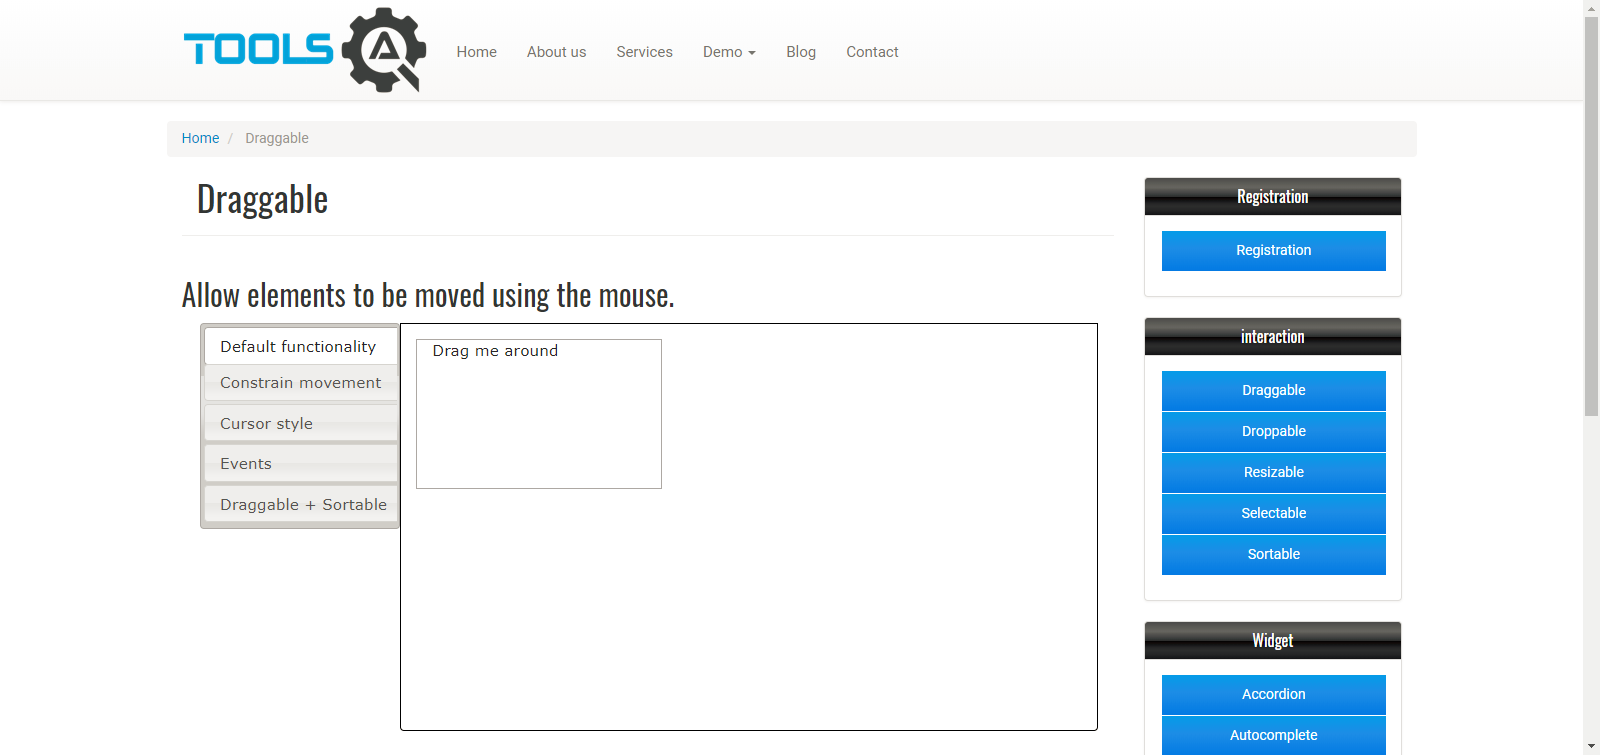 TOOLS QA
Home About us Services Demo Blog Contact
Home / Draggable
Draggable
Allow elements to be moved using the mouse.
Default functionality
Constrain movement
Cursor style
Events
Draggable + Sortable
Drag me around
Registration
Registration
interaction
Draggable
Droppable
Resizable
Selectable
Sortable
Widget
Accordion
Autocomplete